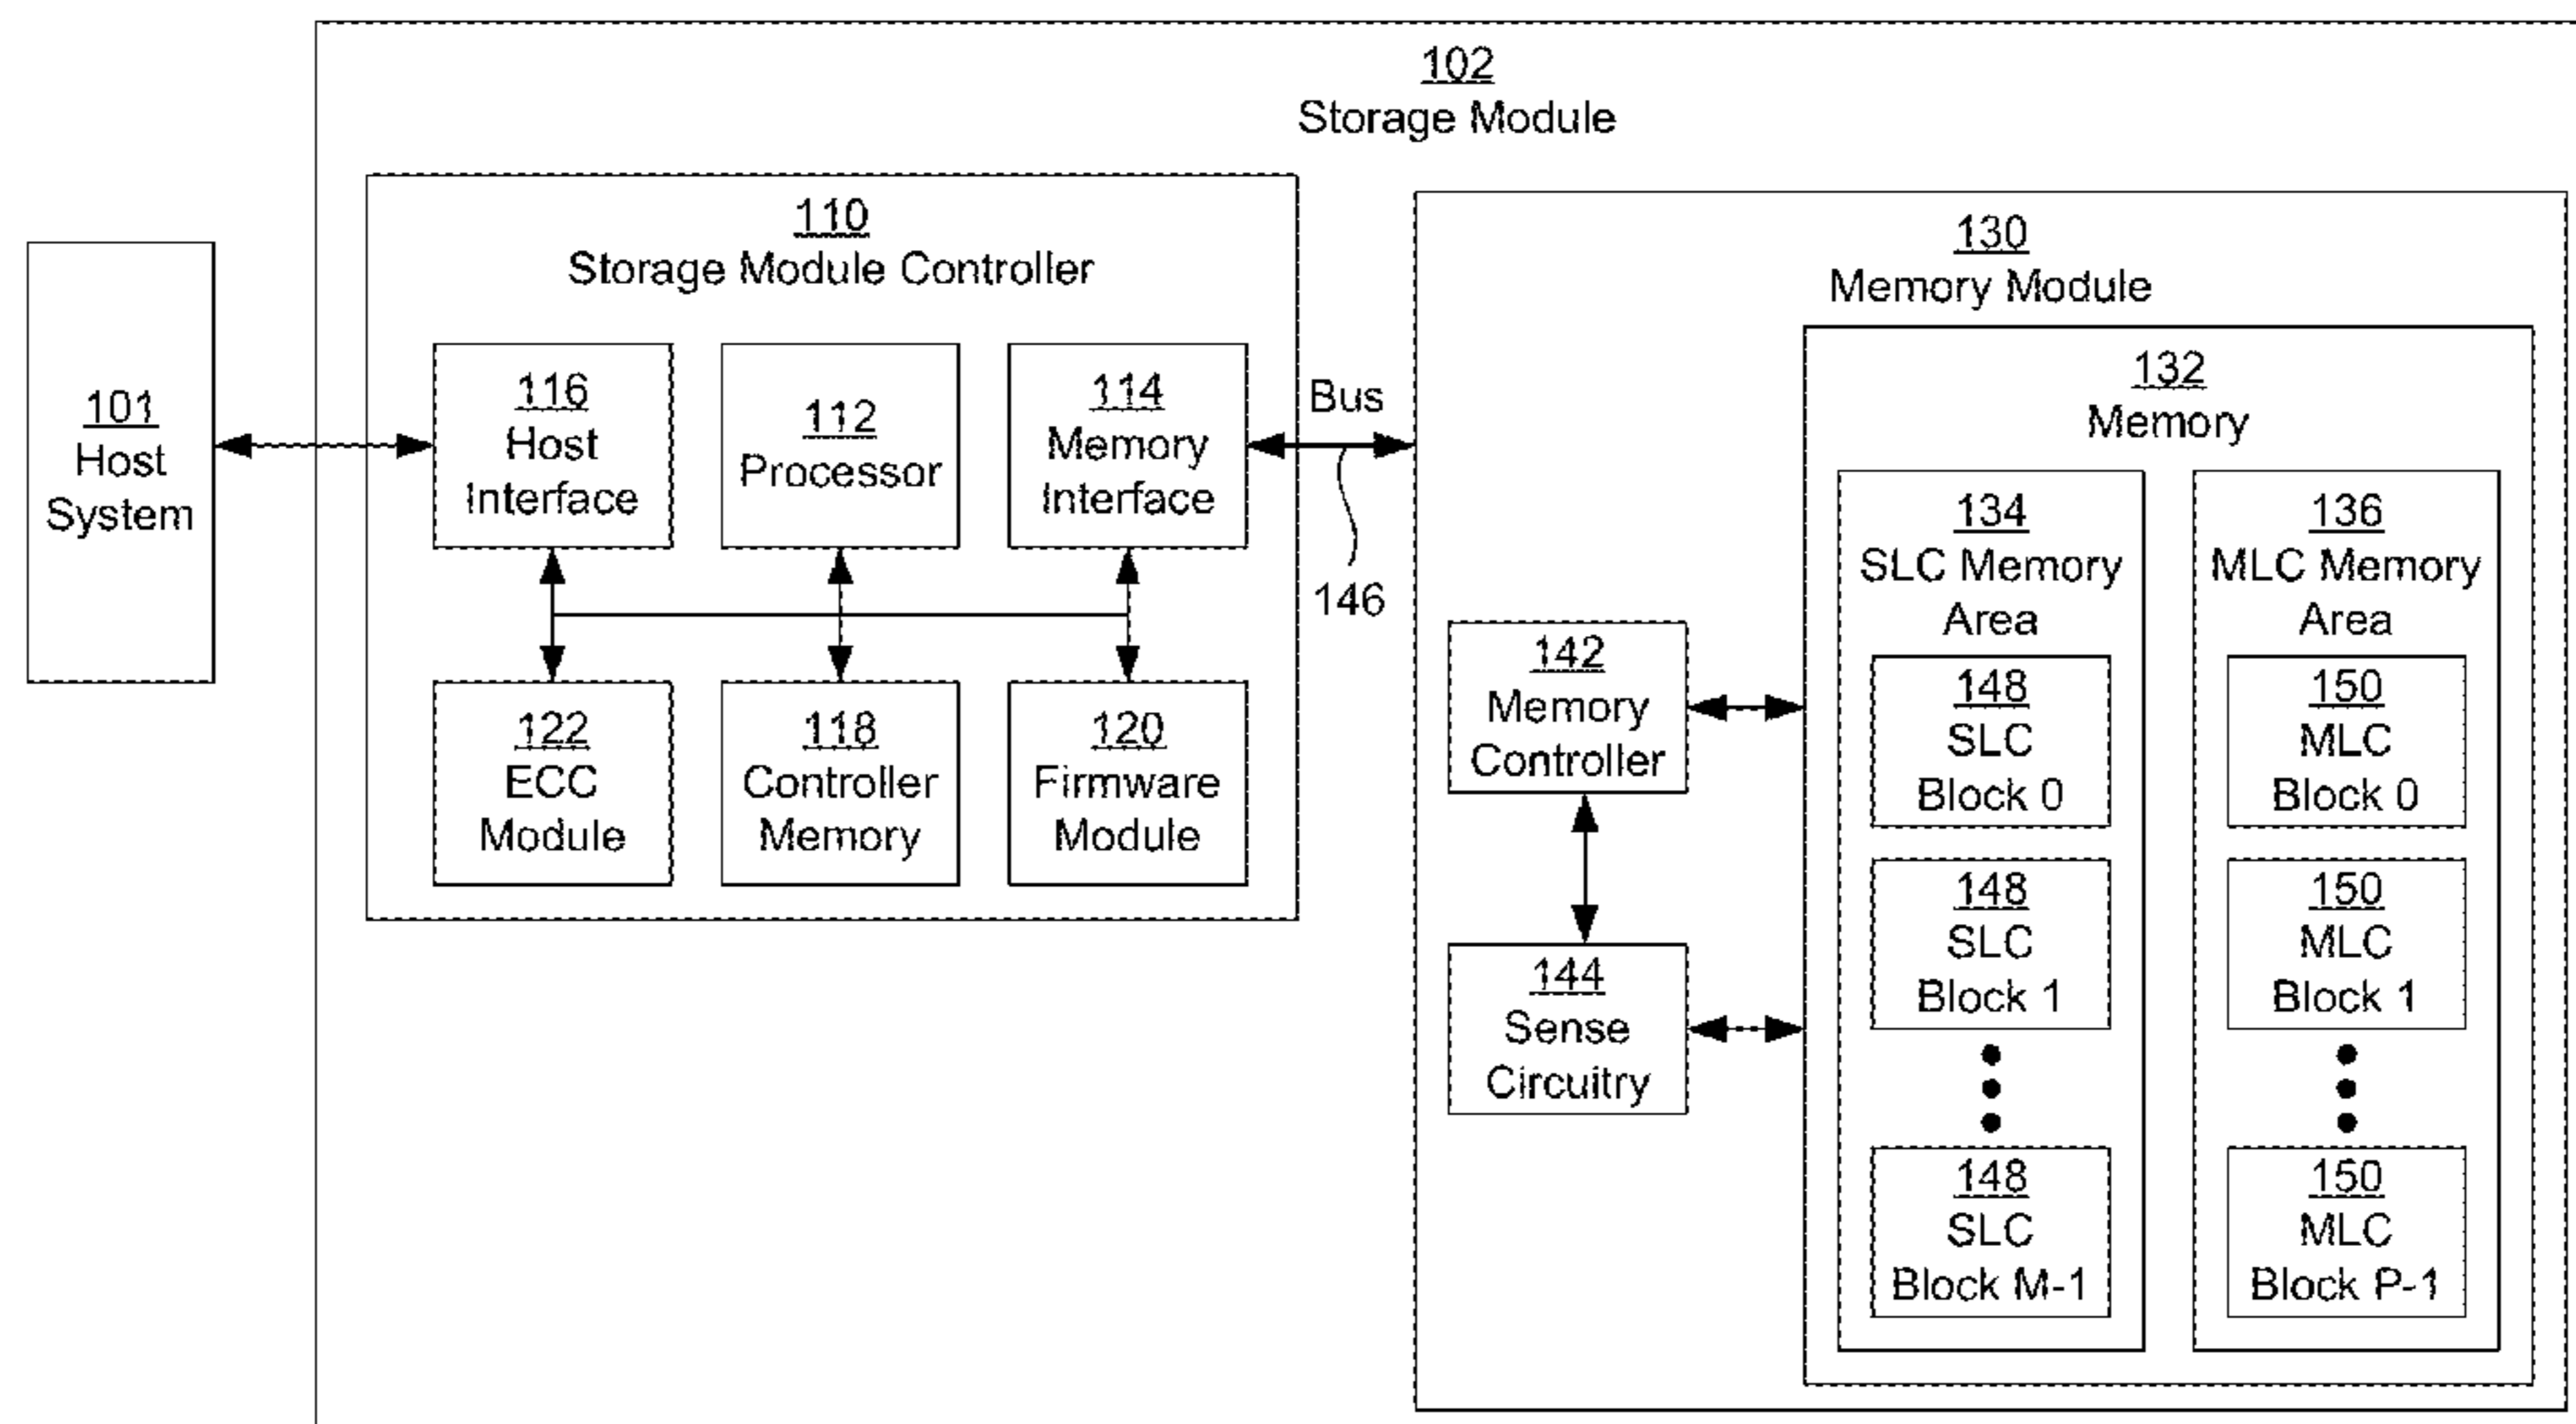 102
Storage Module
110
Storage Module Controller
101
Host
System
116
Host
Interface
112
Processor
114
Memory
Interface
122
ECC
Module
118
Controller
Memory
120
Firmware
Module
Bus
146
130
Memory Module
142
Memory
Controller
144
Sense
Circuitry
132
Memory
134
SLC Memory
Area
148
SLC
Block 0
148
SLC
Block 1
148
SLC
Block M-1
136
MLC Memory
Area
150
MLC
Block 0
150
MLC
Block 1
150
MLC
Block P-1